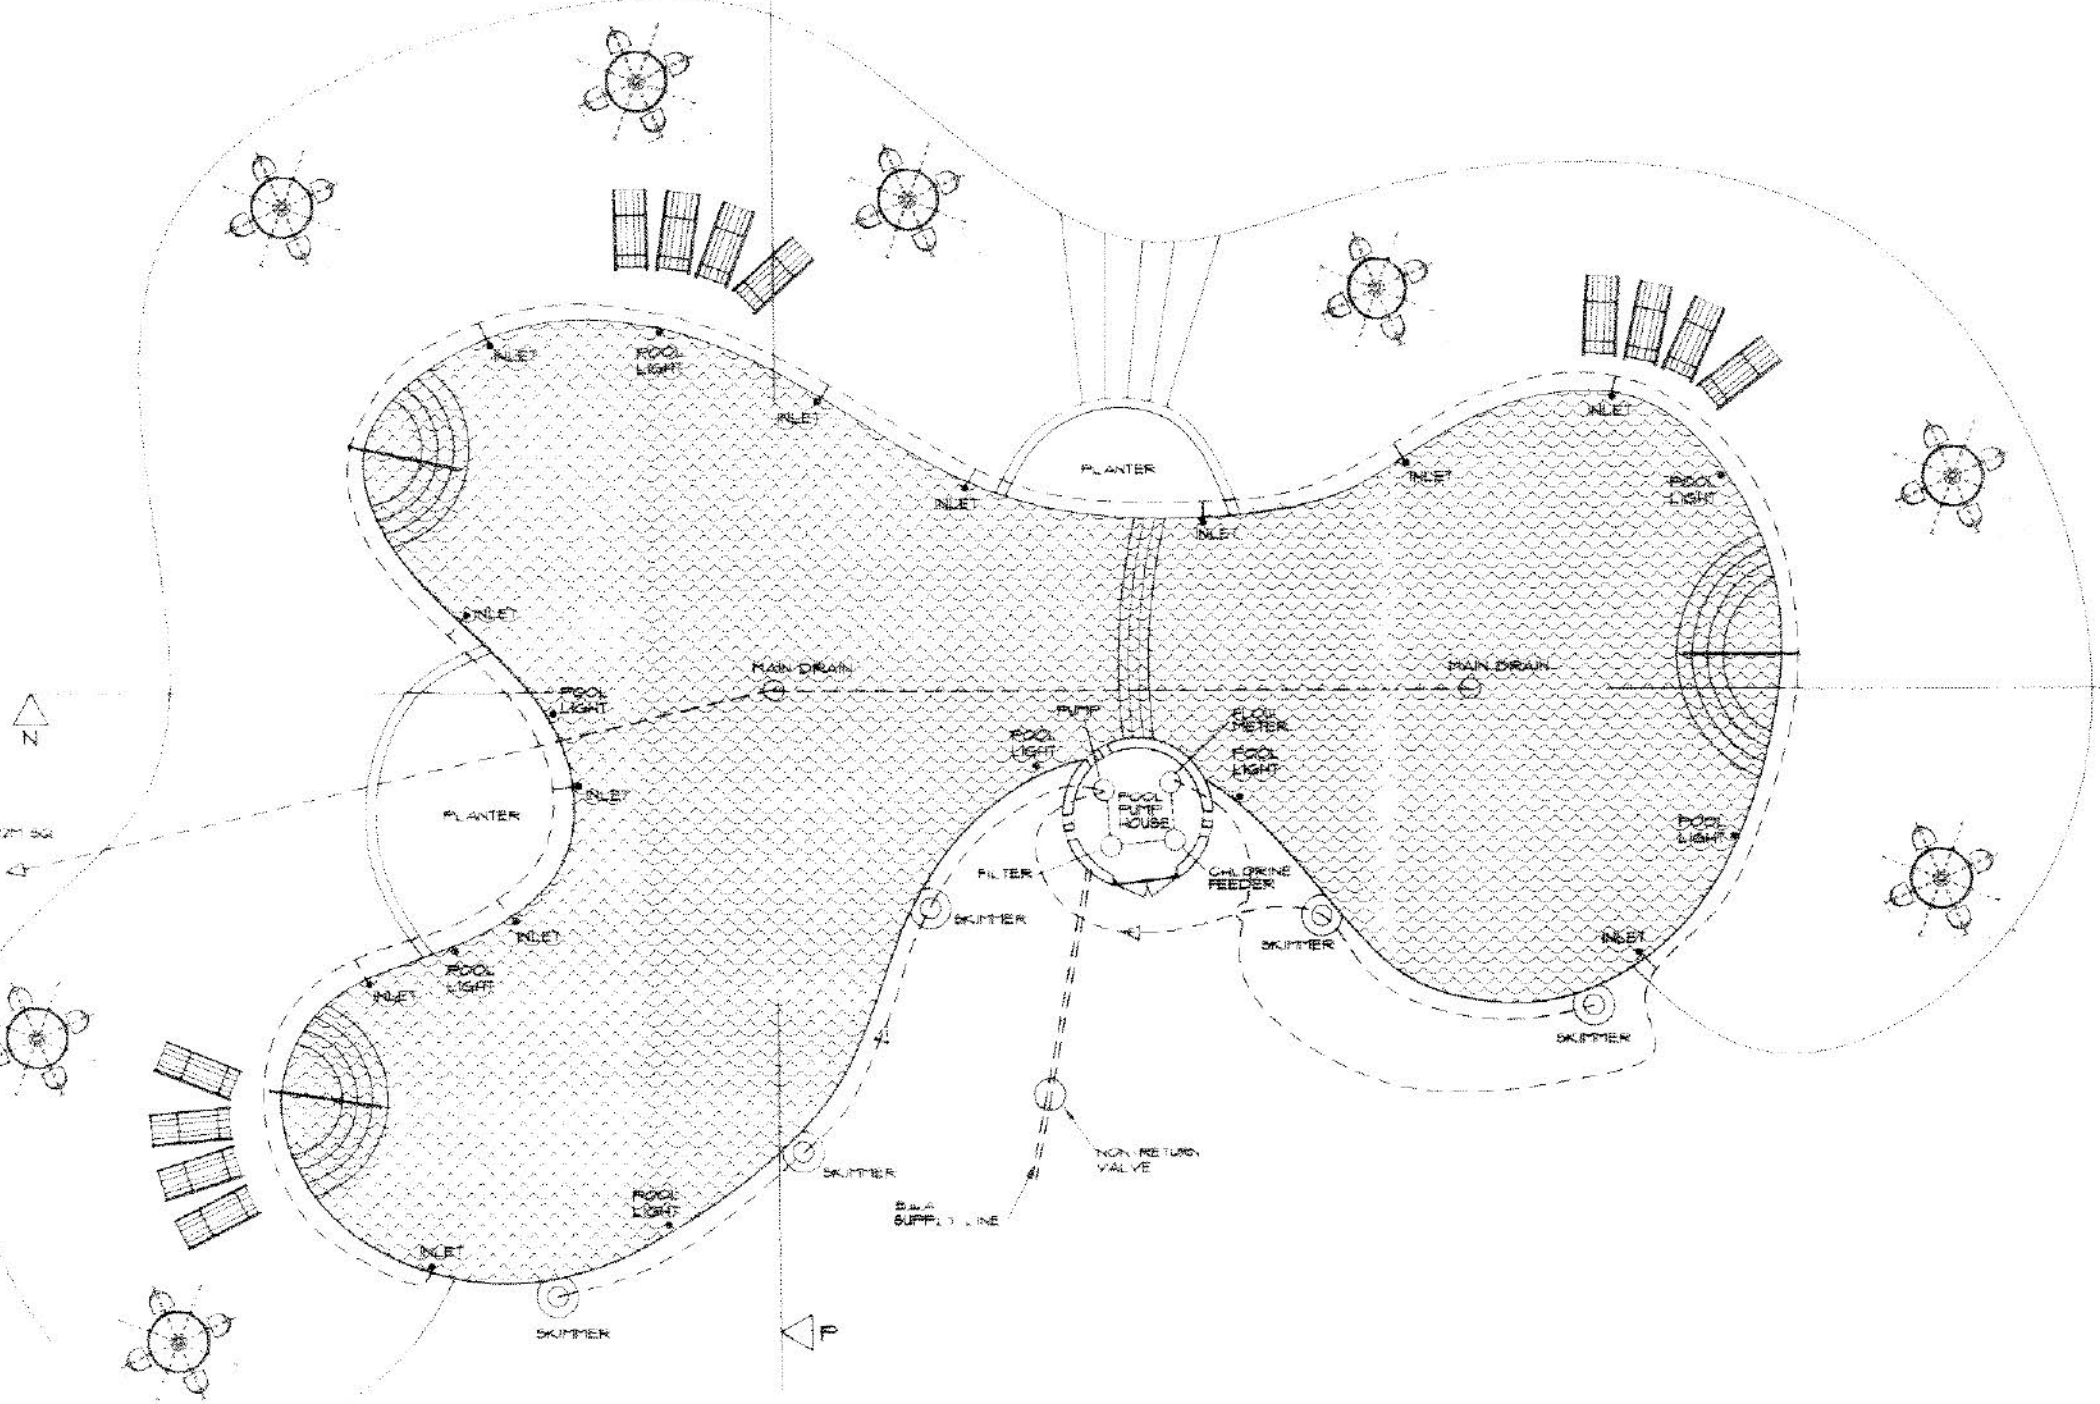 INLET
POOL
LIGHT
INLET
INLET
INLET
PLANTER
INLET
INLET
POOL
LIGHT
INLET
MAIN DRAIN
MAIN DRAIN
POOL
LIGHT
N
PUMP
FLOW
METER
POOL
LIGHT
POOL
LIGHT
INLET
POOL
PUMP
HOUSE
PLANTER
POOL
LIGHT
FILTER
CHLORINE
FEEDER
SKIMMER
SKIMMER
INLET
INLET
POOL
LIGHT
INLET
SKIMMER
NON RETURN
VALVE
SKIMMER
POOL
LIGHT
SUPPLY LINE
INLET
SKIMMER
P